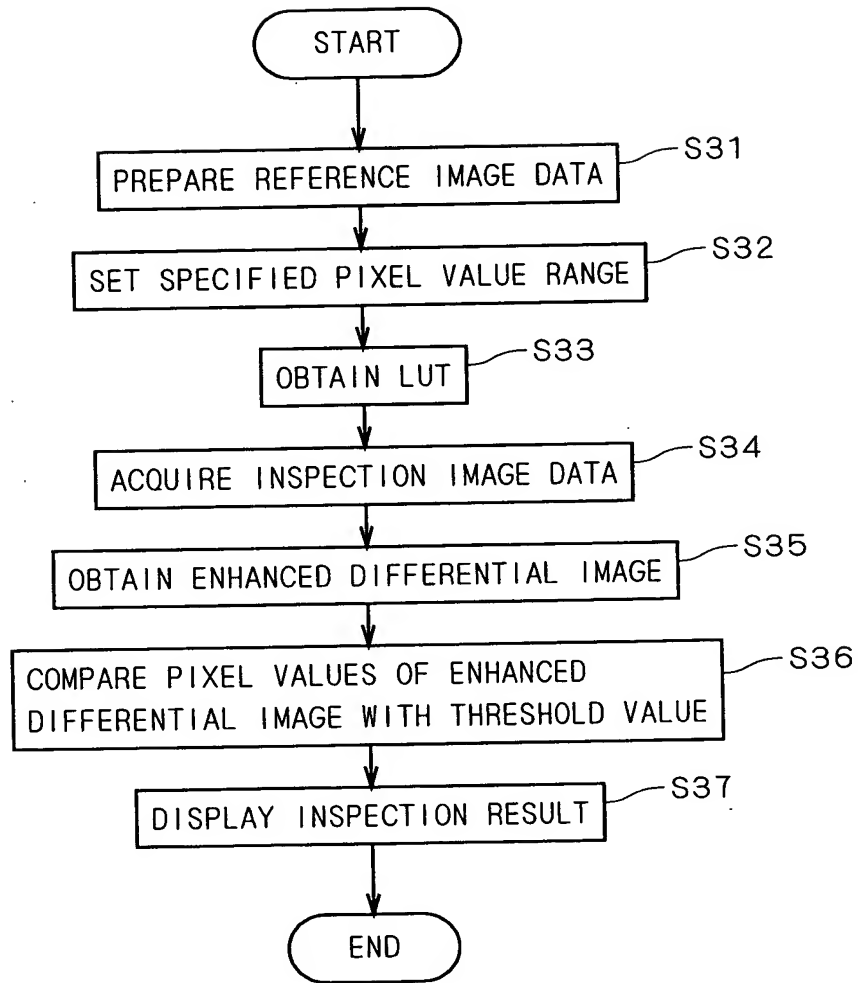 START
PREPARE REFERENCE IMAGE DATA
S31
SET SPECIFIED PIXEL VALUE RANGE
S32
OBTAIN LUT
S33
ACQUIRE INSPECTION IMAGE DATA
S34
OBTAIN ENHANCED DIFFERENTIAL IMAGE
S35
COMPARE PIXEL VALUES OF ENHANCED
DIFFERENTIAL IMAGE WITH THRESHOLD VALUE
S36
DISPLAY INSPECTION RESULT
S37
END